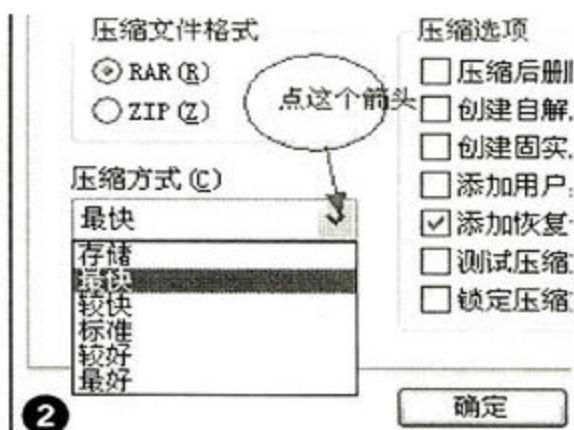 压缩文件格式
RAR(R)
ZIP(Z)
点这个箭头
压缩方式(C)
最快
存储
最快
较快
标准
较好
最好
压缩选项
压缩后删
创建自解
创建固实
添加用户
添加恢复
测试压缩
锁定压缩
确定
2